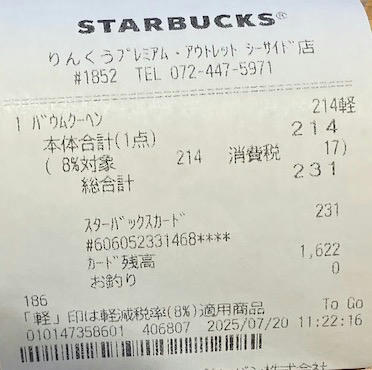 STARBUCKS®
りんくうプレミアム・アウトレット シーサイド店
#1852 TEL 072-447-5971
1 バウムクーヘン 214軽
本体合計(1点) 214
( 8%対象 214 消費税 17)
総合計 231
スターバックスカード 231
#606052331468****
カード残高 1,622
お釣り 0
186 To Go
「軽」印は軽減税率(8%)適用商品
010147358601 406807 2025/07/20 11:22:16
株式会社